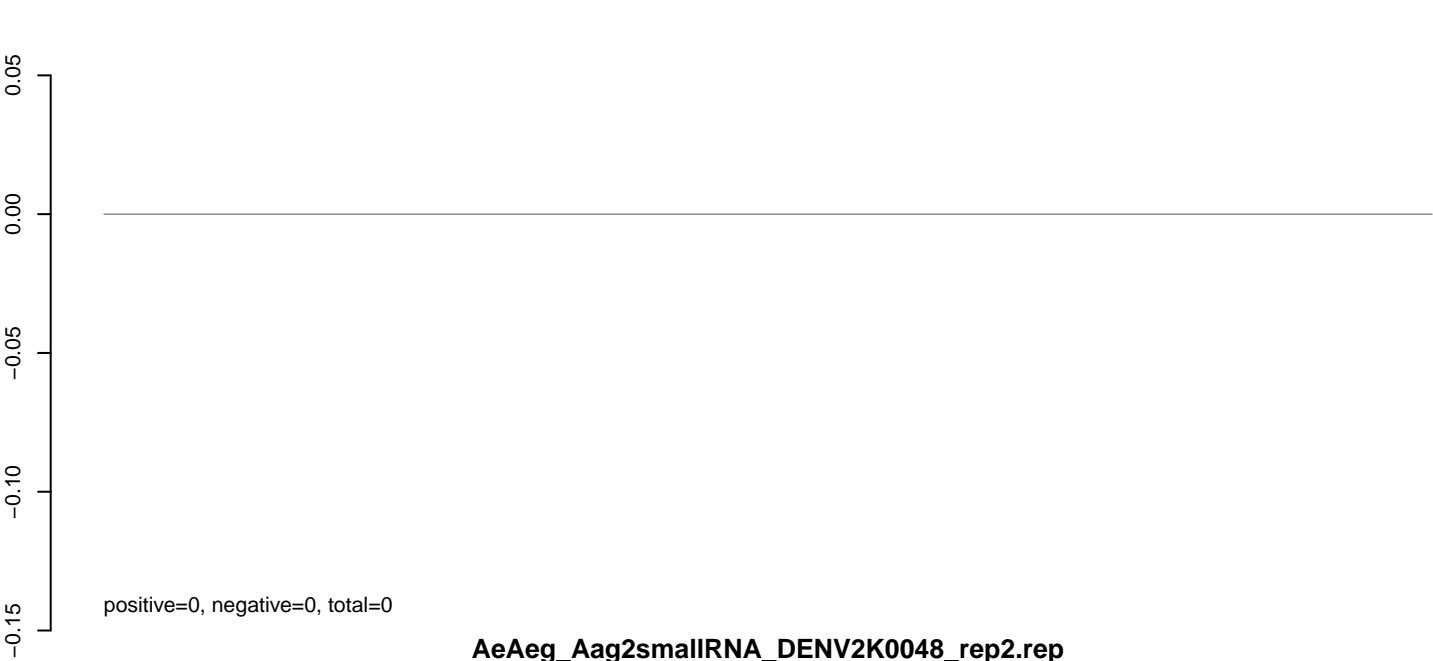 0.05
0.00
−0.05
−0.10
−0.15
positive=0, negative=0, total=0
AeAeg_Aag2smallRNA_DENV2K0048_rep2.rep